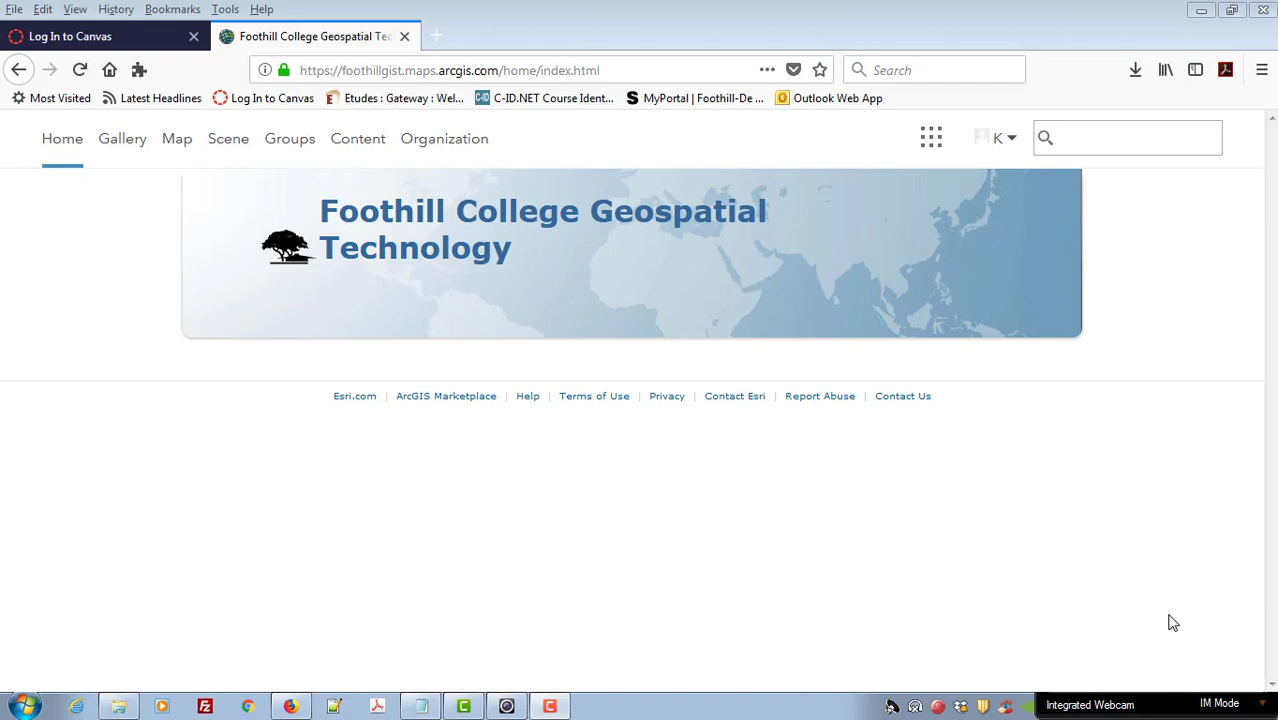 File Edit View History Bookmarks Tools Help
Log In to Canvas Foothill College Geospatial Tec
https://foothillgist.maps.arcgis.com/home/index.html Search
Most Visited Latest Headlines Log In to Canvas Etudes : Gateway : Wel... C-ID.NET Course Ident... MyPortal | Foothill-De ... Outlook Web App
Home Gallery Map Scene Groups Content Organization K
Foothill College Geospatial
Technology
Esri.com | ArcGIS Marketplace | Help | Terms of Use | Privacy | Contact Esri | Report Abuse | Contact Us
Integrated Webcam IM Mode